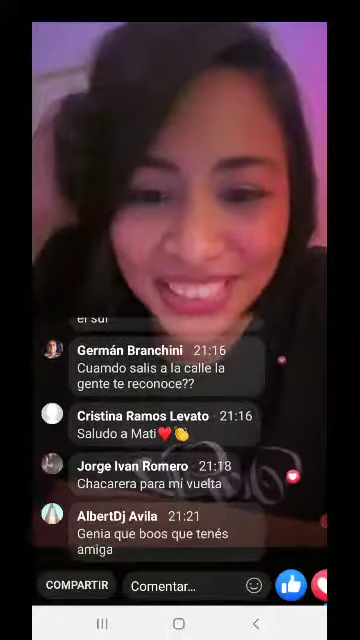 el sur
Germán Branchini 21:16
Cuamdo salis a la calle la
gente te reconoce??
Cristina Ramos Levato 21:16
Saludo a Mati❤️👏
Jorge Ivan Romero 21:18
Chacarera para mí vuelta
AlbertDj Avila 21:21
Genia que boos que tenés
amiga
COMPARTIR
Comentar...